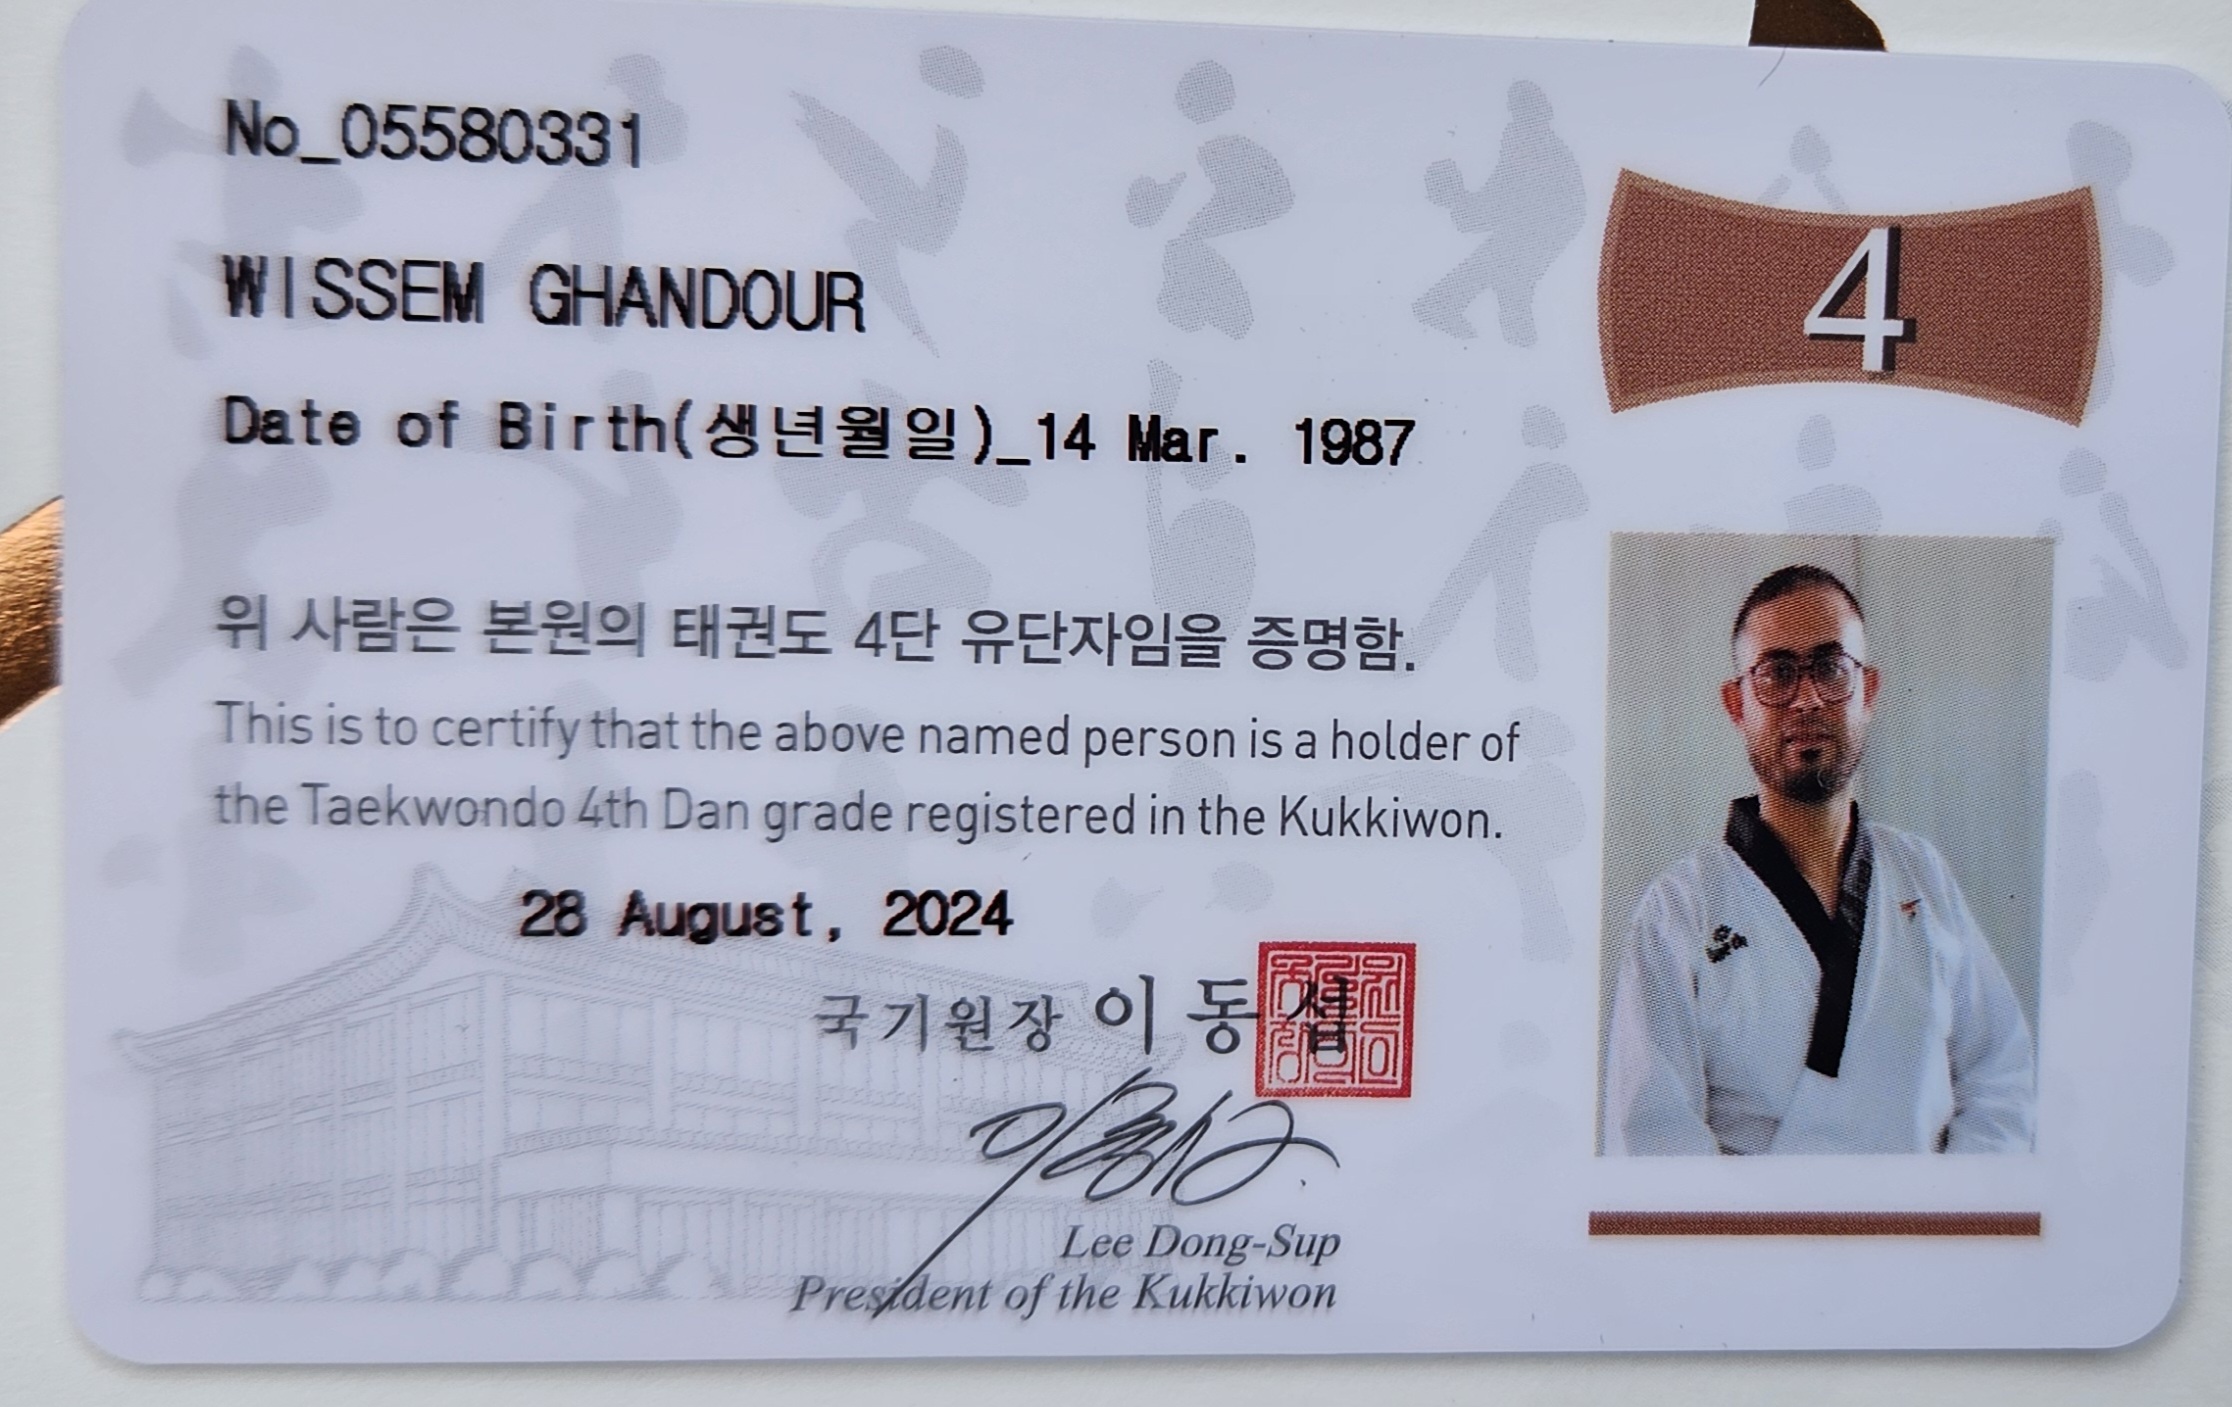 No_05580331
WISSEM GHANDOUR
Date of Birth(생년월일)_14 Mar. 1987
4
위 사람은 본원의 태권도 4단 유단자임을 증명함.
This is to certify that the above named person is a holder of
the Taekwondo 4th Dan grade registered in the Kukkiwon.
28 August, 2024
국기원장 이동섭
Lee Dong-Sup
President of the Kukkiwon